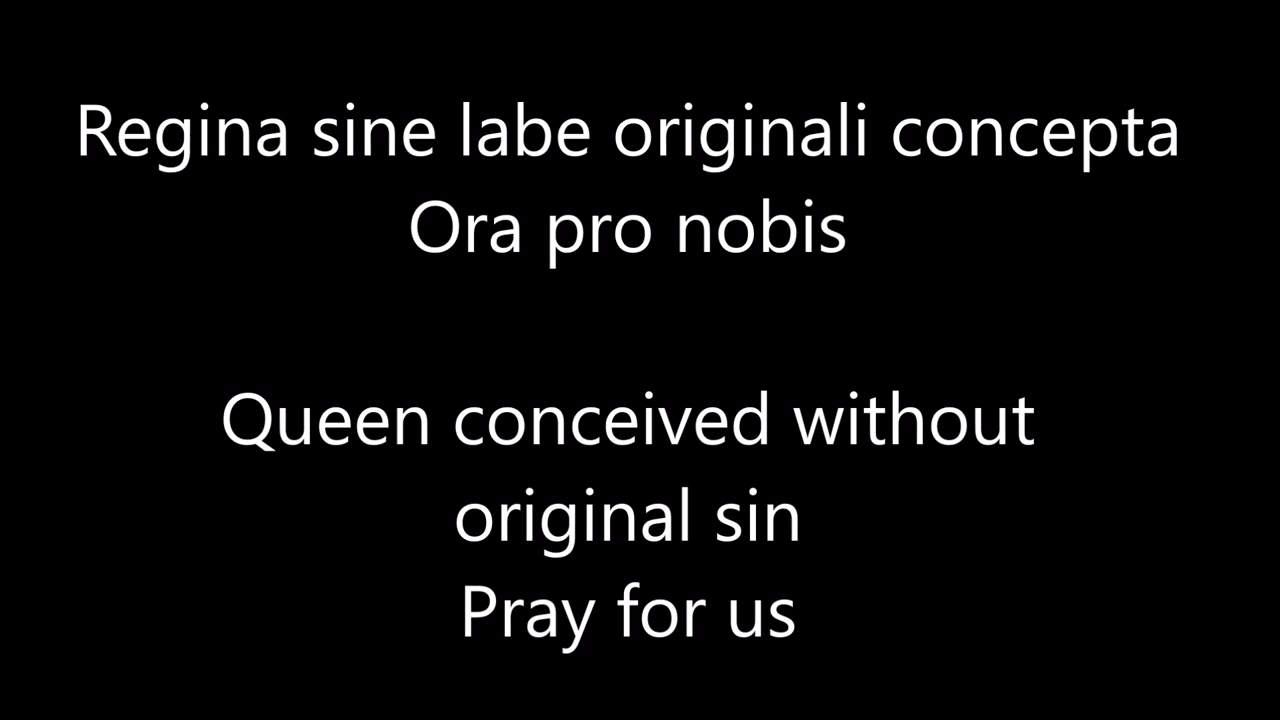 Regina sine labe originali concepta
Ora pro nobis
Queen conceived without
original sin
Pray for us